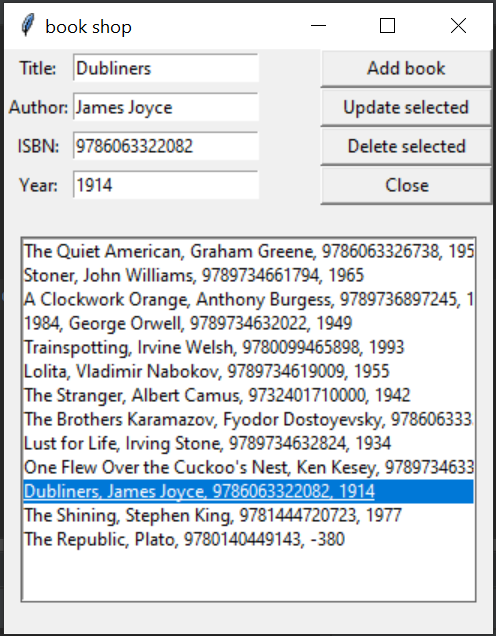 book shop
Title: Dubliners Add book
Author: James Joyce Update selected
ISBN: 9786063322082 Delete selected
Year: 1914 Close
The Quiet American, Graham Greene, 9786063326738, 195
Stoner, John Williams, 9789734661794, 1965
A Clockwork Orange, Anthony Burgess, 9789736897245, 1
1984, George Orwell, 9789734632022, 1949
Trainspotting, Irvine Welsh, 9780099465898, 1993
Lolita, Vladimir Nabokov, 9789734619009, 1955
The Stranger, Albert Camus, 9732401710000, 1942
The Brothers Karamazov, Fyodor Dostoyevsky, 978606333
Lust for Life, Irving Stone, 9789734632824, 1934
One Flew Over the Cuckoo's Nest, Ken Kesey, 9789734633
Dubliners, James Joyce, 9786063322082, 1914
The Shining, Stephen King, 9781444720723, 1977
The Republic, Plato, 9780140449143, -380